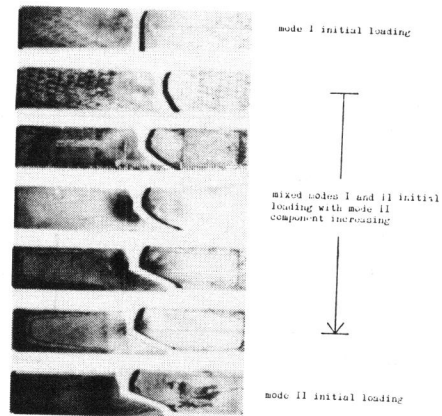 mode I initial loading
mixed modes I and II initial
loading with mode II
component increasing
mode II initial loading